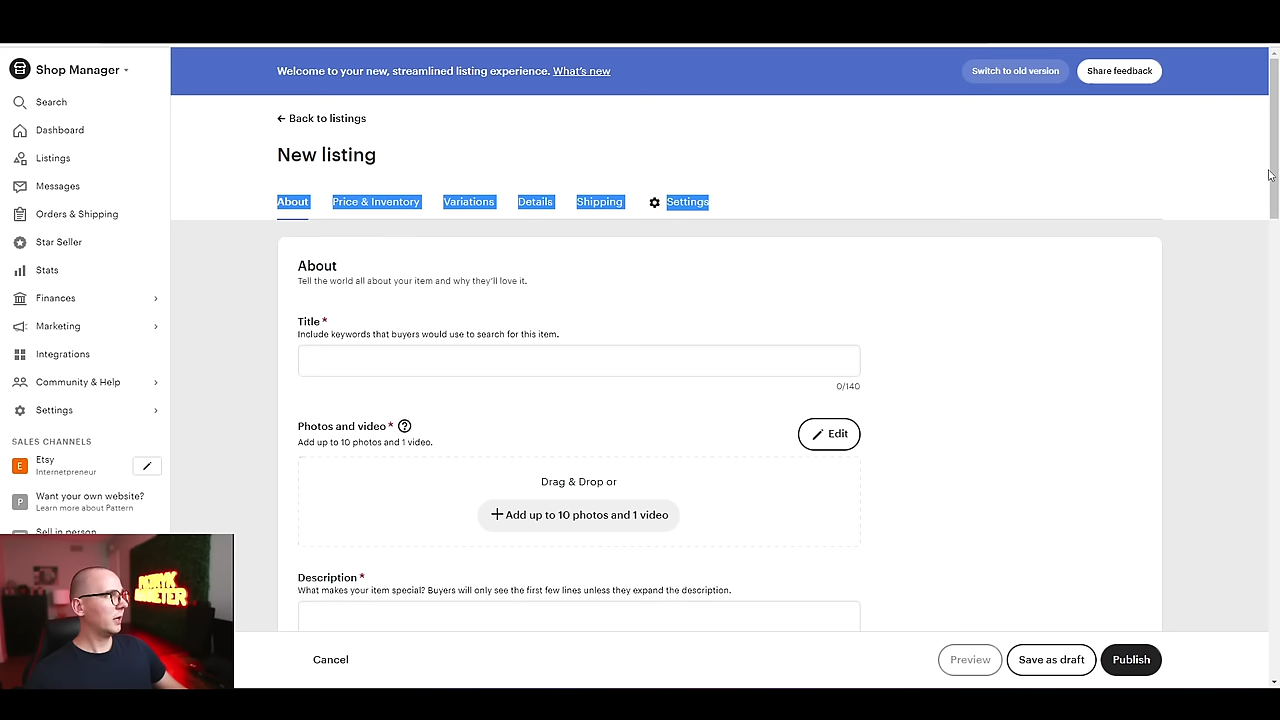 Shop Manager
Search
Dashboard
Listings
Messages
Orders & Shipping
Star Seller
Stats
Finances
Marketing
Integrations
Community & Help
Settings
SALES CHANNELS
E
Etsy
Internetpreneur
P
Want your own website?
Learn more about Pattern
Sell in person
Welcome to your new, streamlined listing experience. What's new
Switch to old version
Share feedback
← Back to listings
New listing
About Price & Inventory Variations Details Shipping Settings
About
Tell the world all about your item and why they'll love it.
Title *
Include keywords that buyers would use to search for this item.
0/140
Photos and video * ?
Add up to 10 photos and 1 video.
Edit
Drag & Drop or
+ Add up to 10 photos and 1 video
Description *
What makes your item special? Buyers will only see the first few lines unless they expand the description.
Cancel
Preview
Save as draft
Publish